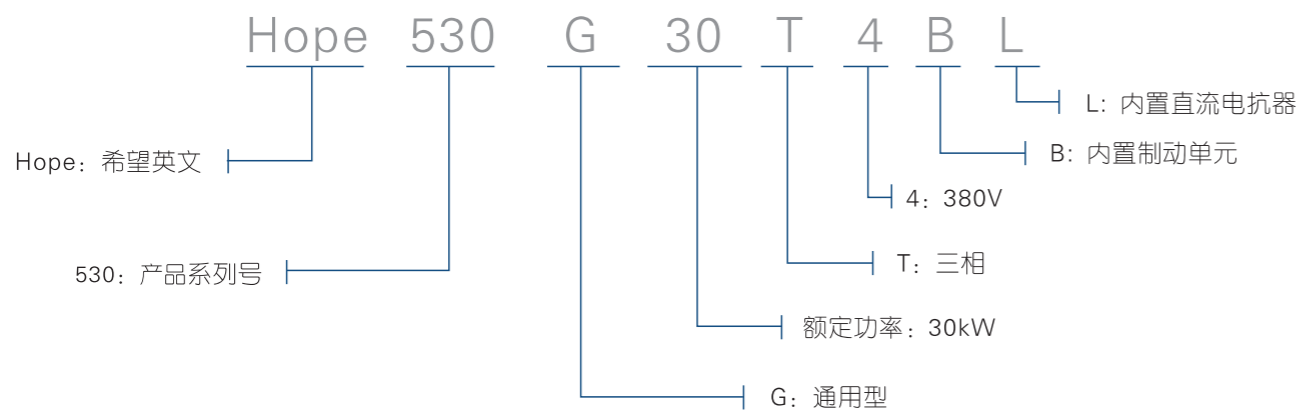 Hope 530 G 30 T 4 B L
L: 内置直流电抗器
Hope: 希望英文
B: 内置制动单元
4: 380V
530: 产品系列号
T: 三相
额定功率: 30kW
G: 通用型